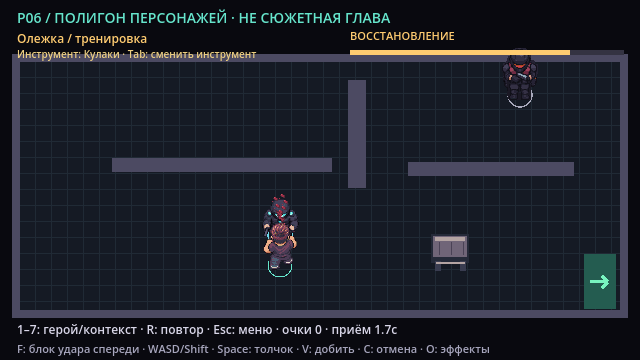 P06 / ПОЛИГОН ПЕРСОНАЖЕЙ · НЕ СЮЖЕТНАЯ ГЛАВА
Олежка / тренировка
ВОССТАНОВЛЕНИЕ
Инструмент: Кулаки · Tab: сменить инструмент
1–7: герой/контекст · R: повтор · Esc: меню · очки 0 · приём 1.7с
F: блок удара спереди · WASD/Shift · Space: толчок · V: добить · C: отмена · O: эффекты